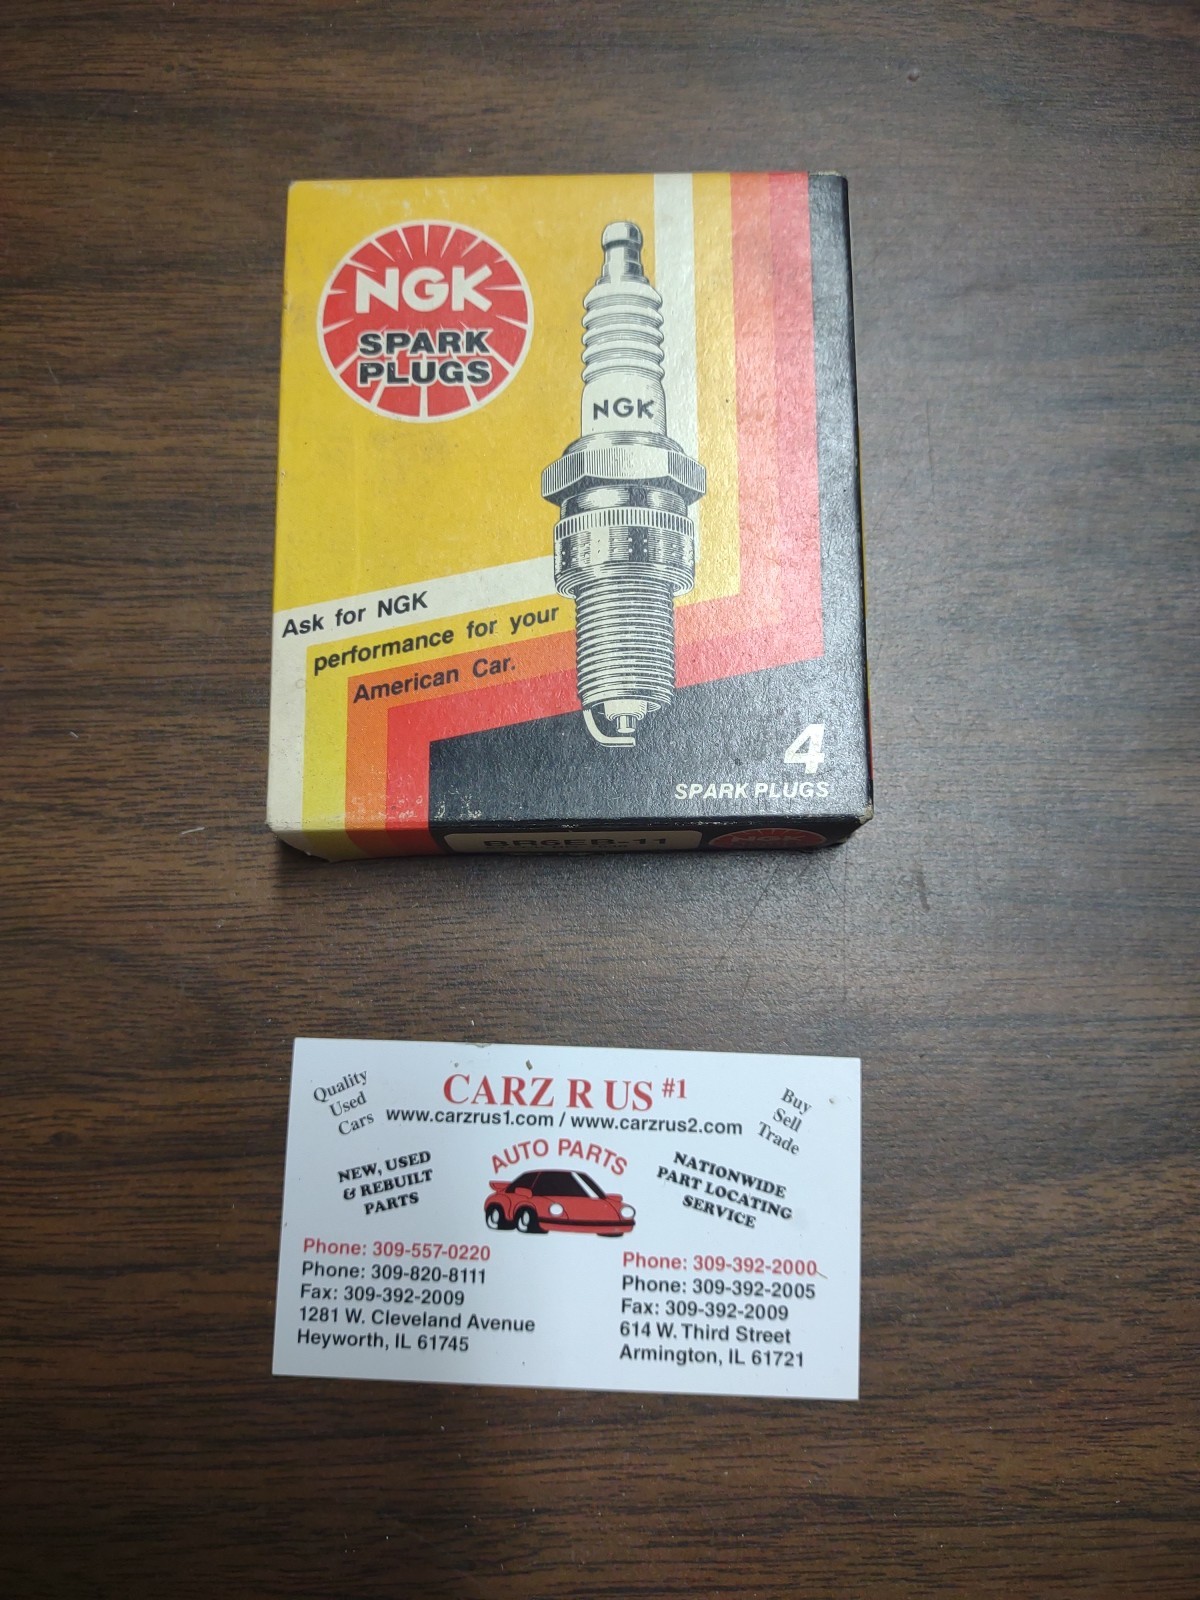 NGK
SPARK
PLUGS
NGK
Ask for NGK
performance for your
American Car.
4
SPARK PLUGS
NGK
CARZ R US #1
www.carzrus1.com / www.carzrus2.com
Quality
Used
Cars
Buy
Sell
Trade
AUTO PARTS
NEW, USED
& REBUILT
PARTS
NATIONWIDE
PART LOCATING
SERVICE
Phone: 309-557-0220
Phone: 309-820-8111
Fax: 309-392-2009
1281 W. Cleveland Avenue
Heyworth, IL 61745
Phone: 309-392-2000
Phone: 309-392-2005
Fax: 309-392-2009
614 W. Third Street
Armington, IL 61721